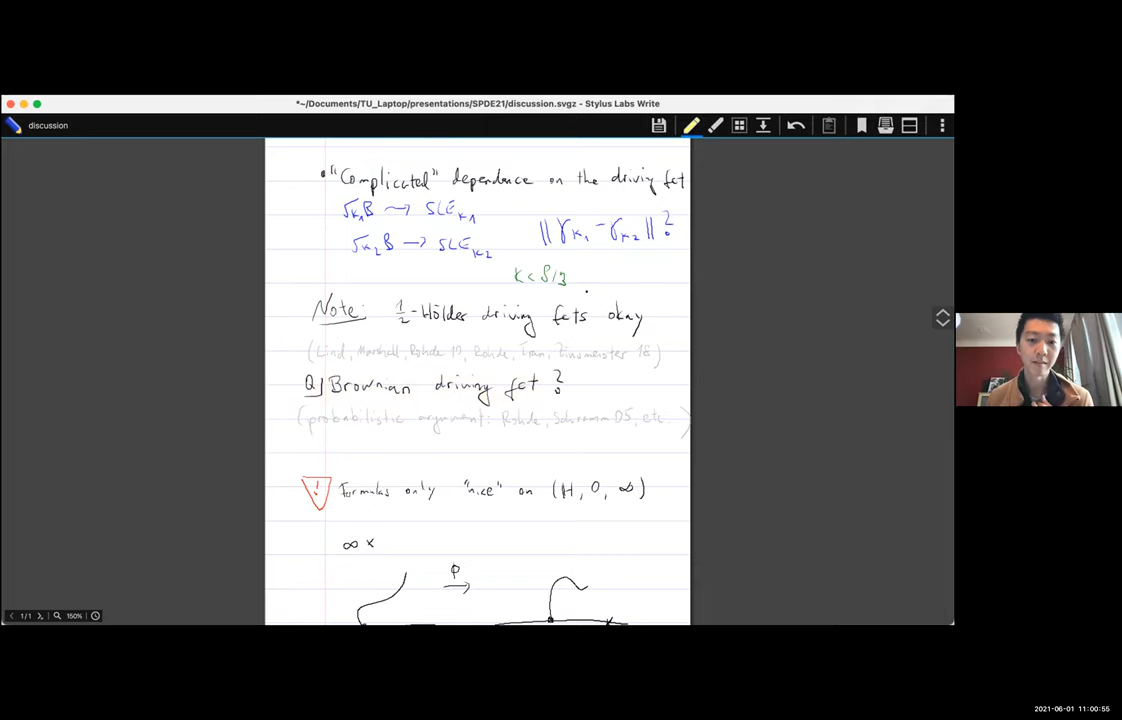 *~/Documents/TU_Laptop/presentations/SPDE21/discussion.svgz - Stylus Labs Write
discussion
• "Complicated" dependence on the drivig fct
√κ₁B ⇝ SLE_κ₁
‖γ_κ₁ - γ_κ₂‖ ?
√κ₂B → SLE_κ₂
κ < 8/3
Note: 1/2-Hölder driving fcts okay
(Lind, Marshall, Rohde 10, Rohde, Tran, Zinsmeister 18)
Q] Brownian driving fct ?
(probabilistic argument: Rohde, Schramm 05, etc.)
! Formulas only "nice" on (H, 0, ∞)
∞ x
φ
→
1/1
150%
2021-06-01 11:00:55